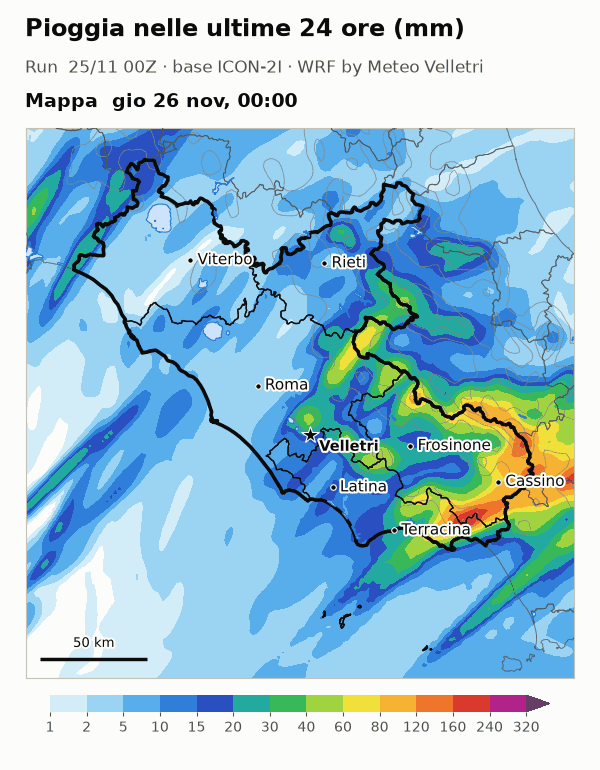 Pioggia nelle ultime 24 ore (mm)
Run  25/11 00Z · base ICON-2I · WRF by Meteo Velletri
Mappa  gio 26 nov, 00:00
Viterbo
Rieti
Roma
Velletri
Frosinone
Latina
Cassino
Terracina
50 km
1 2 5 10 15 20 30 40 60 80 120 160 240 320